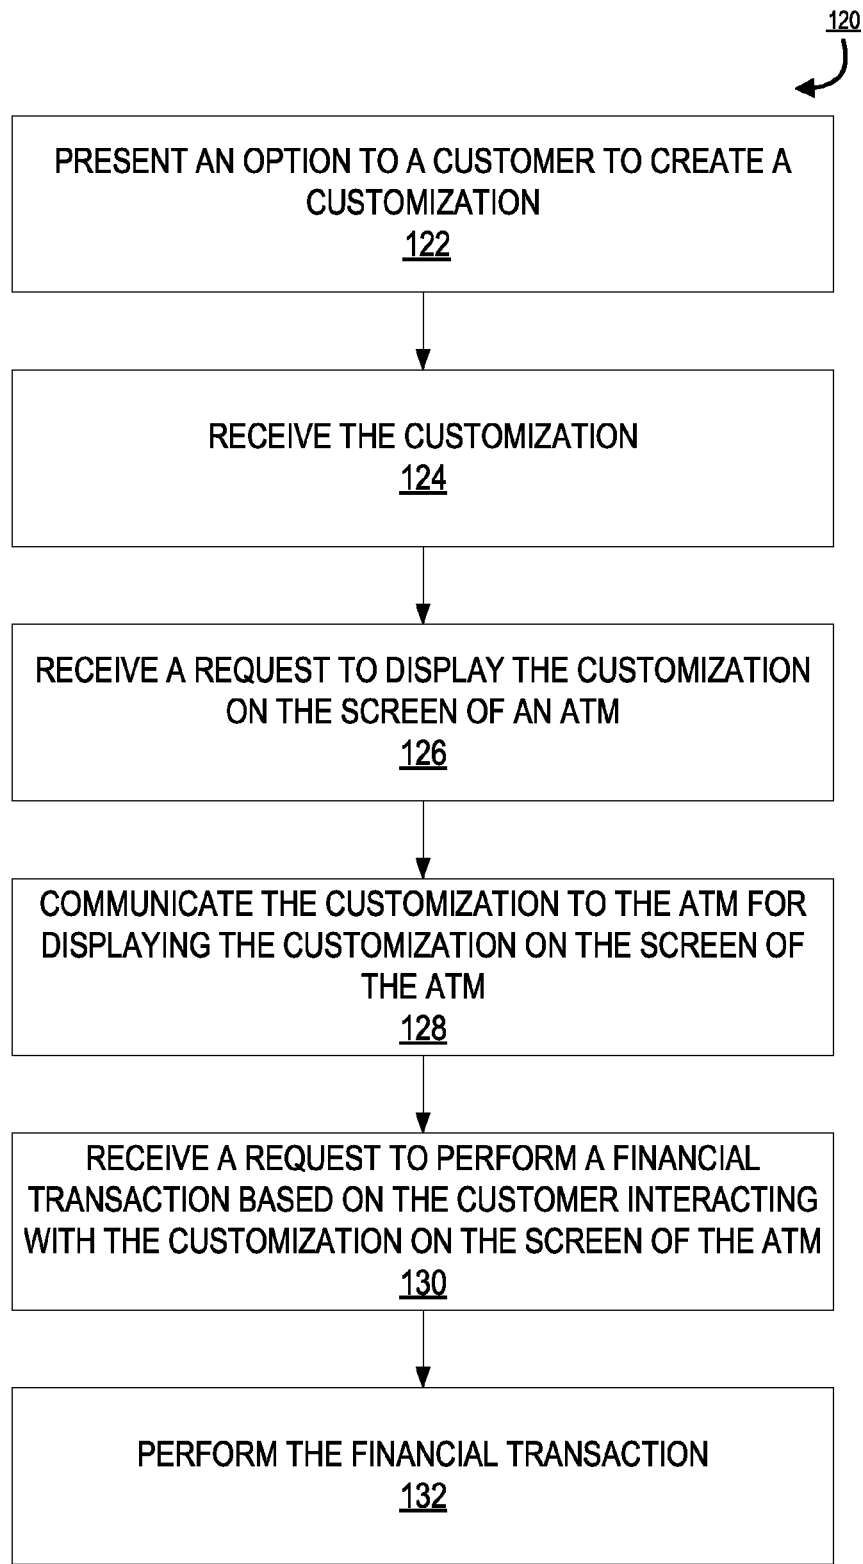 120
PRESENT AN OPTION TO A CUSTOMER TO CREATE A
CUSTOMIZATION
122
RECEIVE THE CUSTOMIZATION
124
RECEIVE A REQUEST TO DISPLAY THE CUSTOMIZATION
ON THE SCREEN OF AN ATM
126
COMMUNICATE THE CUSTOMIZATION TO THE ATM FOR
DISPLAYING THE CUSTOMIZATION ON THE SCREEN OF
THE ATM
128
RECEIVE A REQUEST TO PERFORM A FINANCIAL
TRANSACTION BASED ON THE CUSTOMER INTERACTING
WITH THE CUSTOMIZATION ON THE SCREEN OF THE ATM
130
PERFORM THE FINANCIAL TRANSACTION
132